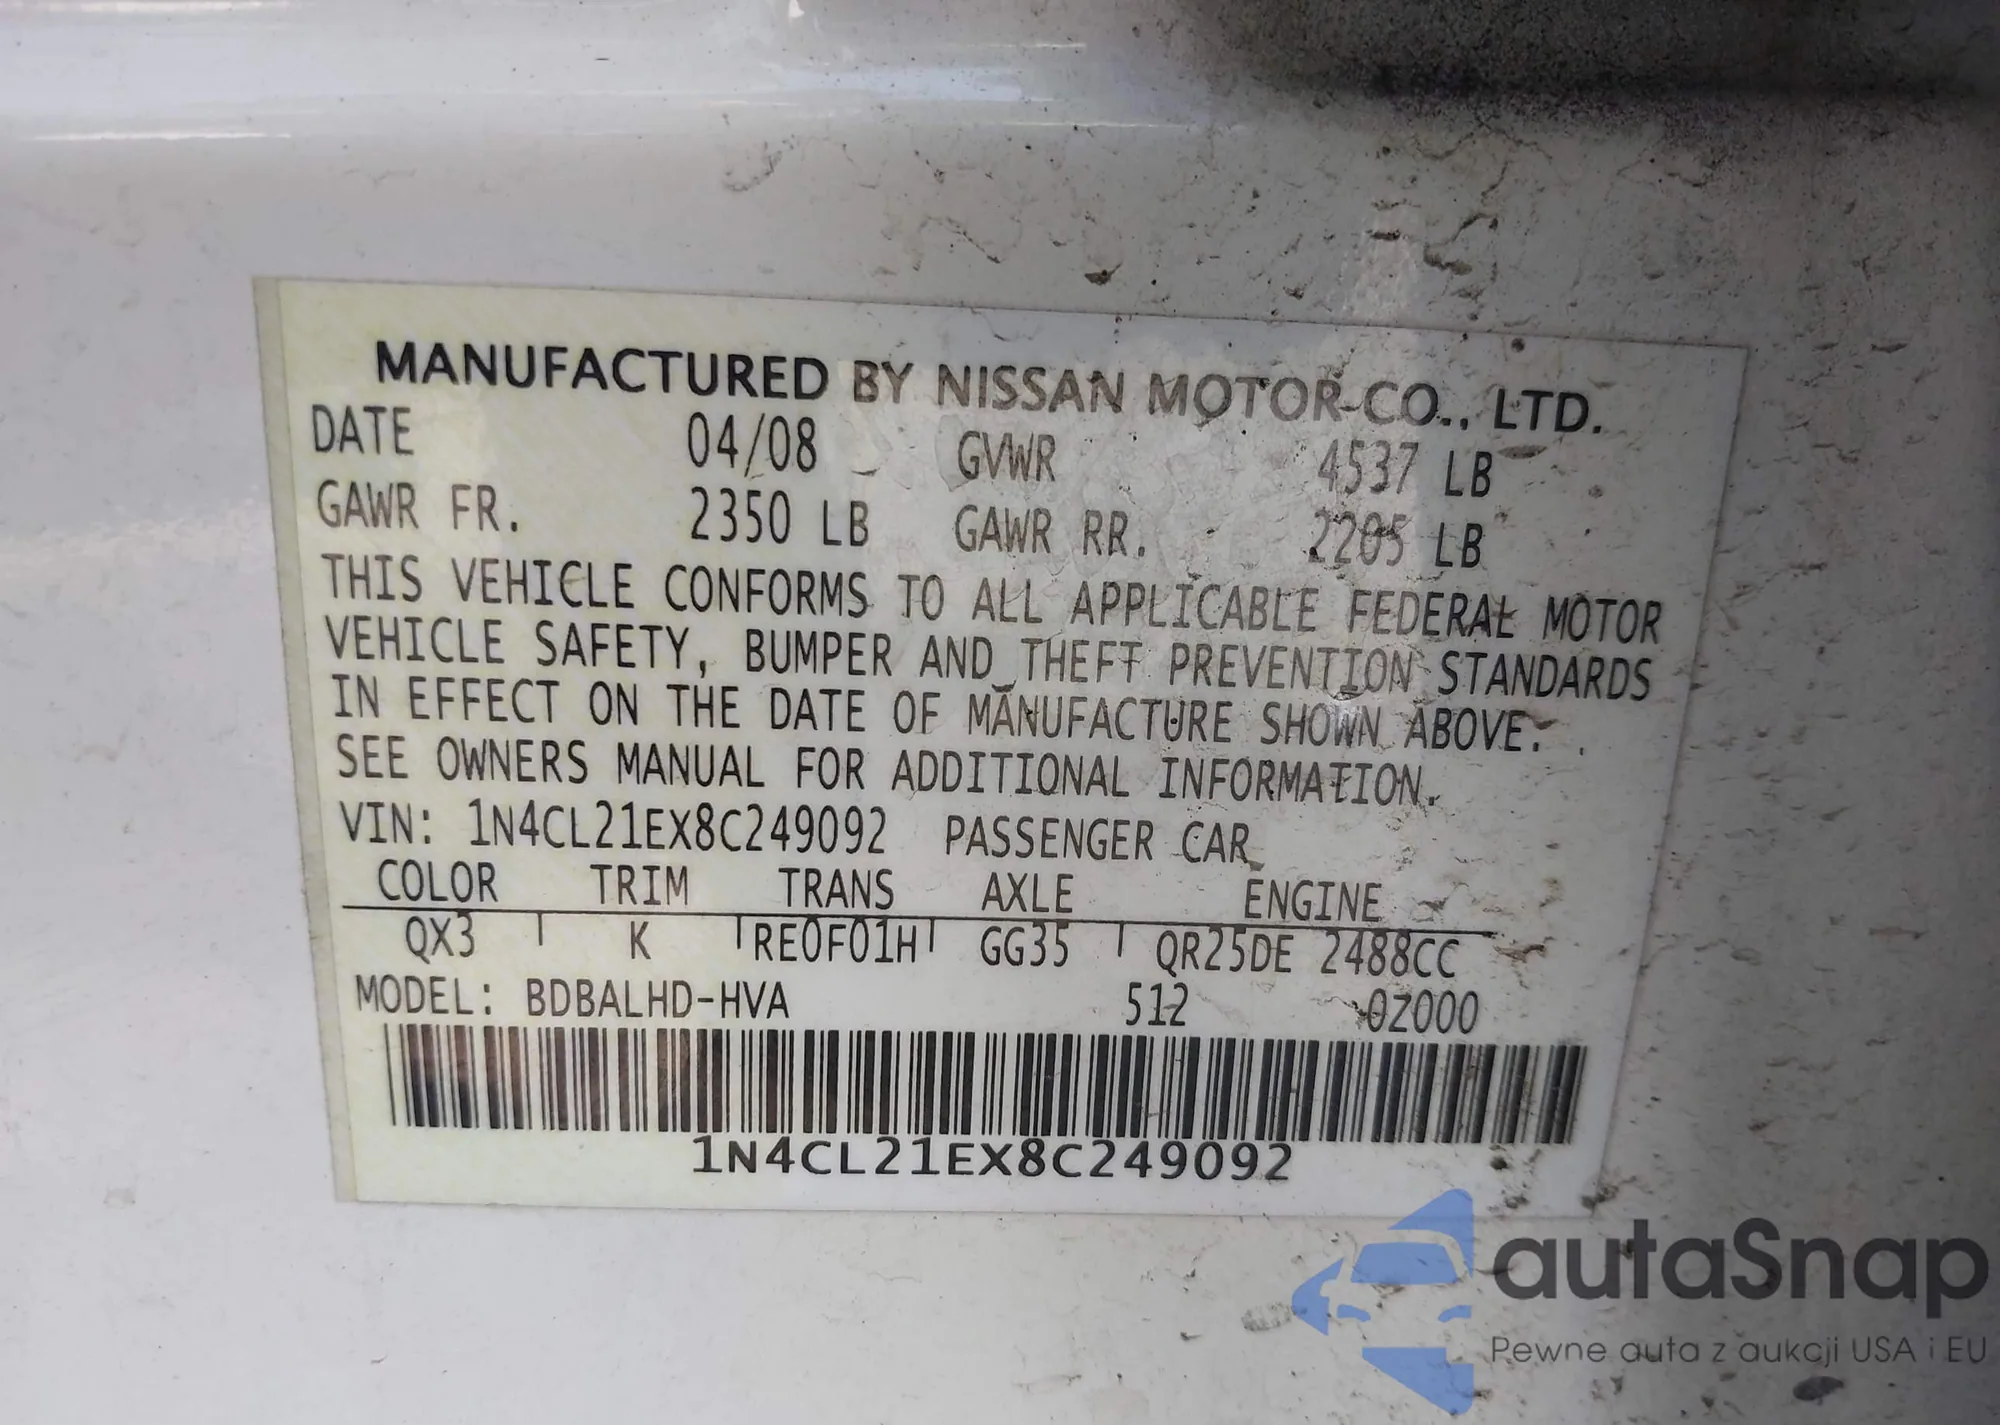 MANUFACTURED BY NISSAN MOTOR CO., LTD.
DATE 04/08 GVWR 4537 LB
GAWR FR. 2350 LB GAWR RR. 2205 LB
THIS VEHICLE CONFORMS TO ALL APPLICABLE FEDERAL MOTOR
VEHICLE SAFETY, BUMPER AND THEFT PREVENTION STANDARDS
IN EFFECT ON THE DATE OF MANUFACTURE SHOWN ABOVE.
SEE OWNERS MANUAL FOR ADDITIONAL INFORMATION.
VIN: 1N4CL21EX8C249092 PASSENGER CAR
COLOR TRIM TRANS AXLE ENGINE
QX3 K RE0F01H GG35 QR25DE 2488CC
MODEL: BDBALHD-HVA 512 0Z000
1N4CL21EX8C249092
autaSnap
Pewne auta z aukcji USA i EU